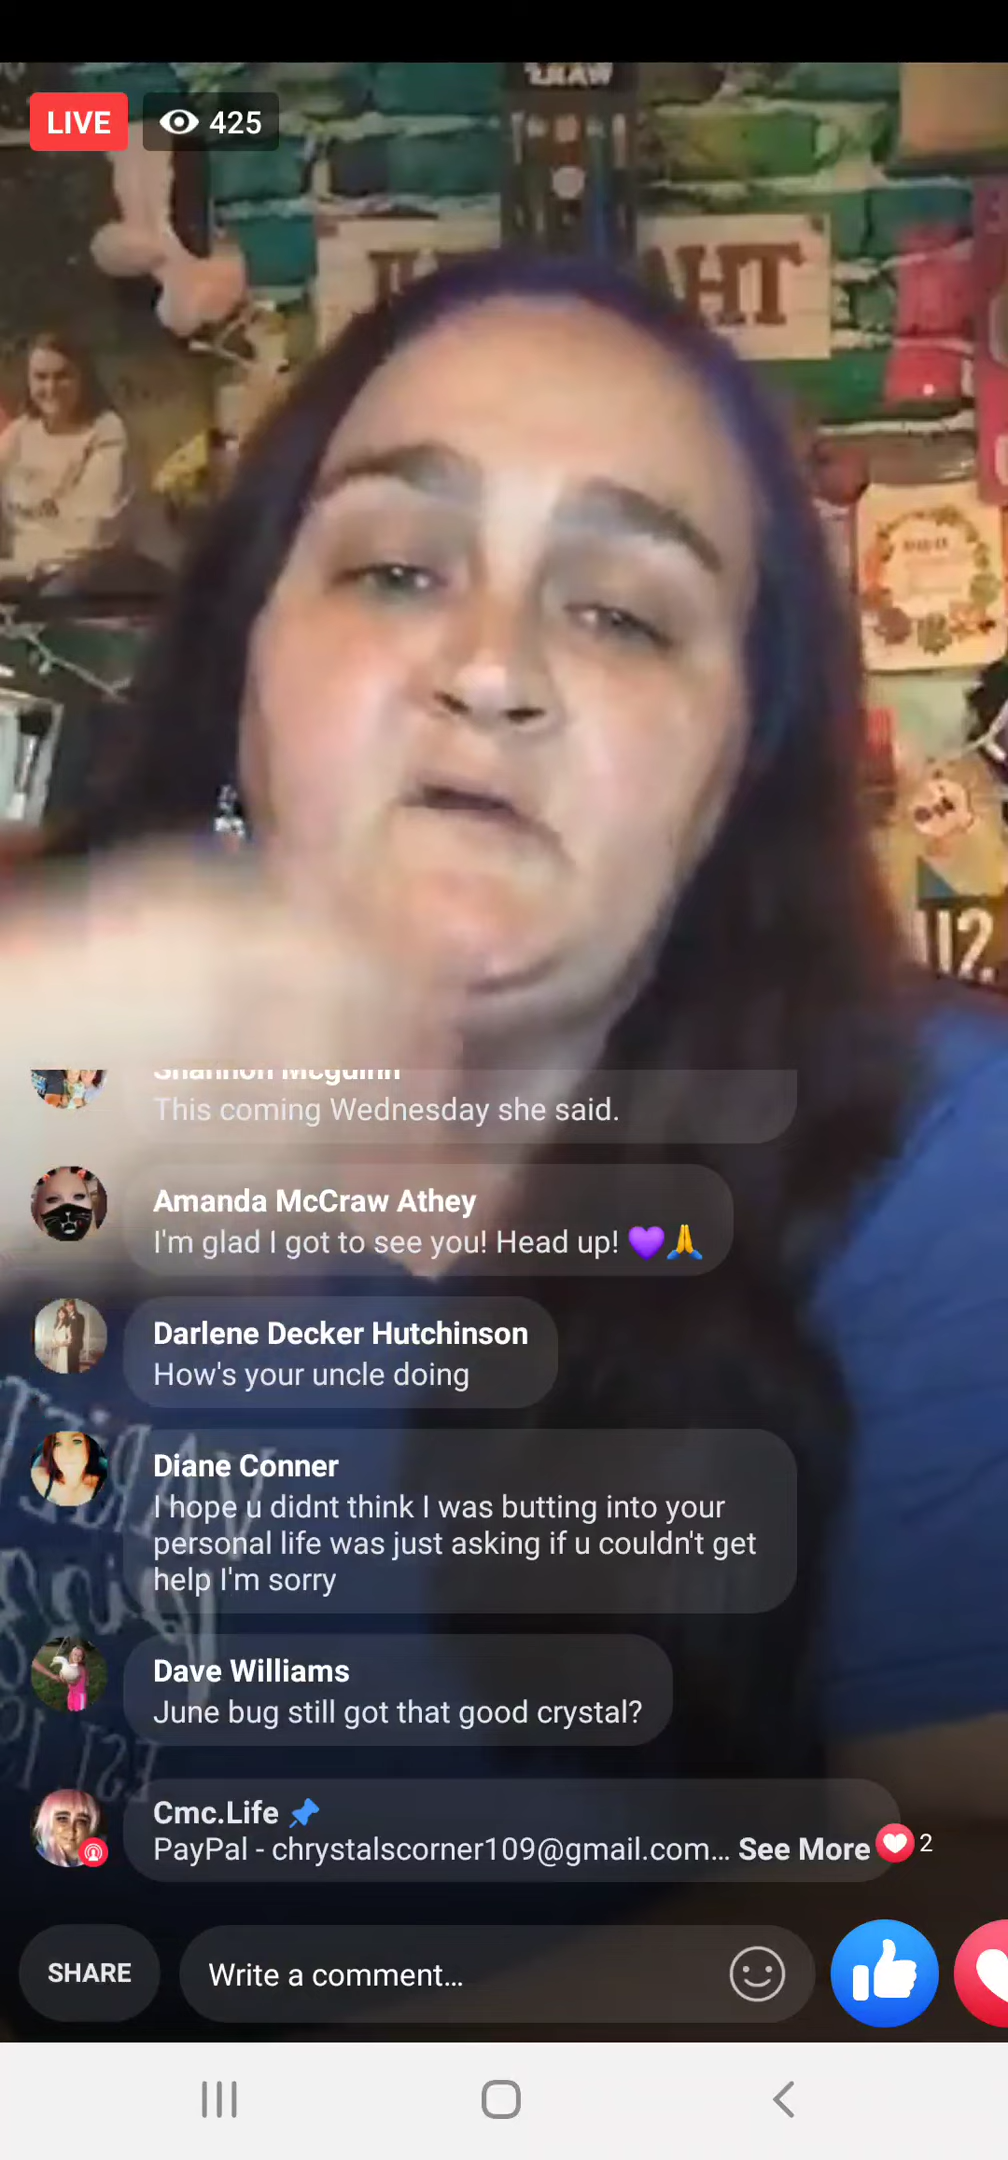 LIVE 425
Shannon Mcguinn
This coming Wednesday she said.
Amanda McCraw Athey
I'm glad I got to see you! Head up! 💜🙏
Darlene Decker Hutchinson
How's your uncle doing
Diane Conner
I hope u didnt think I was butting into your
personal life was just asking if u couldn't get
help I'm sorry
Dave Williams
June bug still got that good crystal?
Cmc.Life 📌
PayPal - chrystalscorner109@gmail.com... See More
2
SHARE
Write a comment...